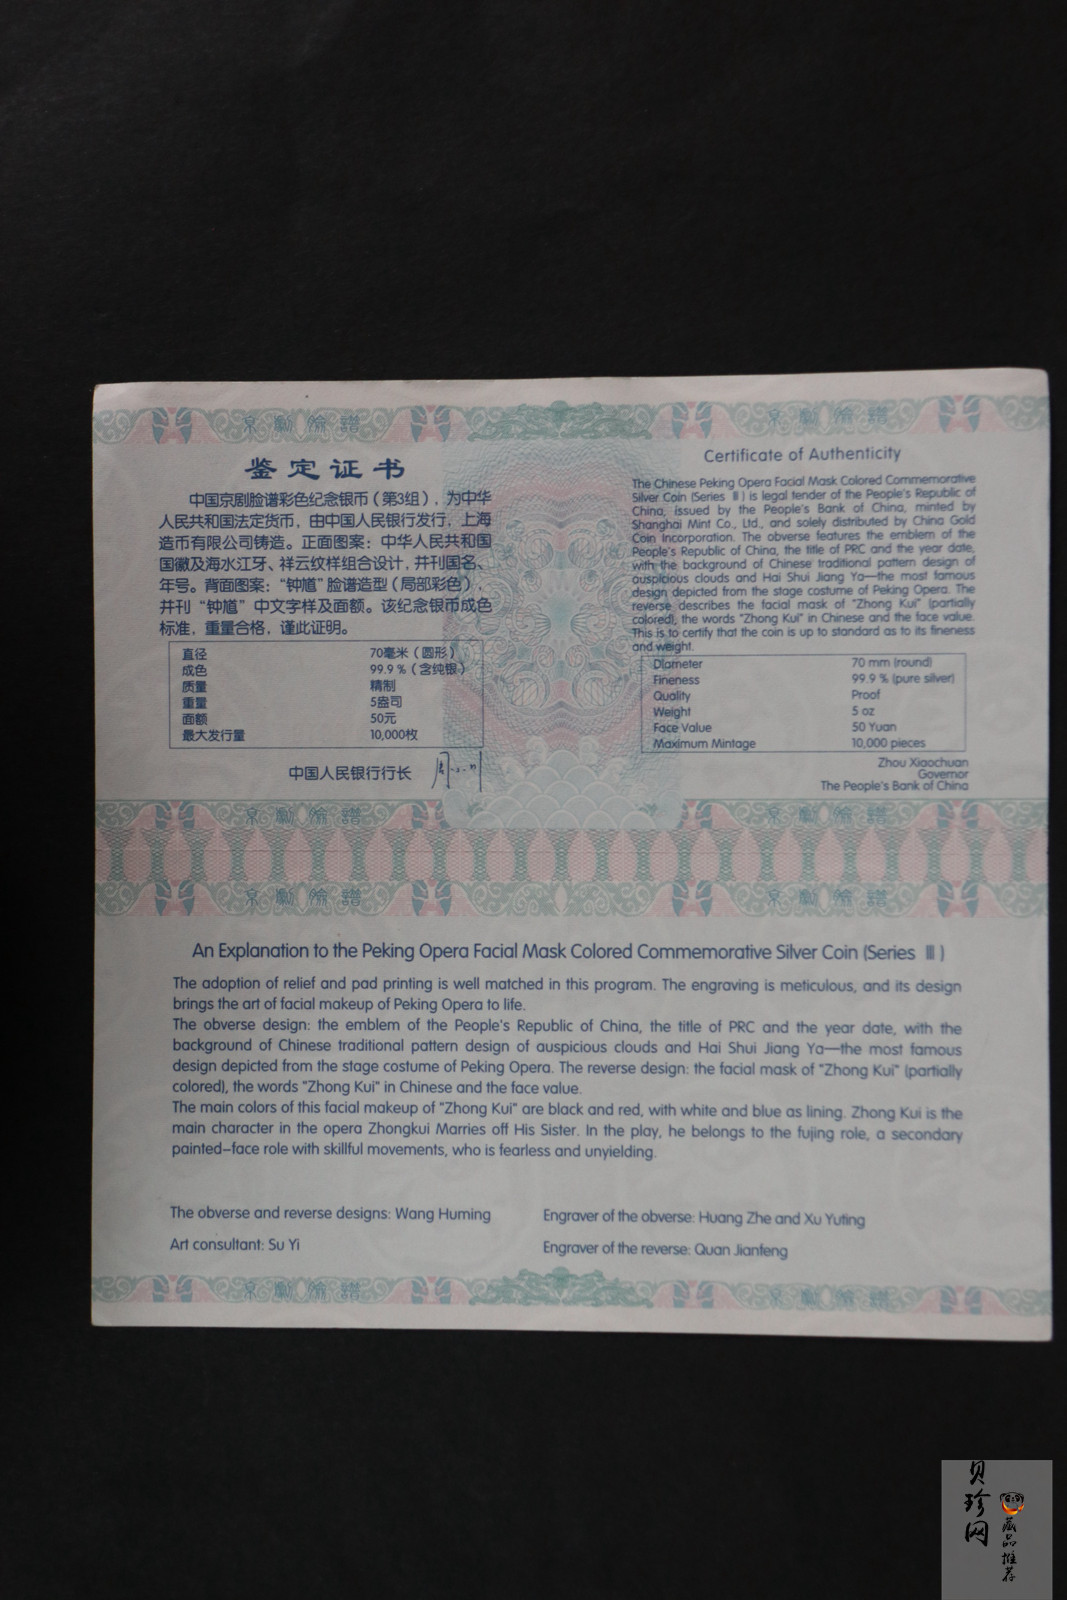 京劇臉譜
京劇臉譜
鉴定证书
中国京剧脸谱彩色纪念银币（第3组），为中华
人民共和国法定货币，由中国人民银行发行，上海
造币有限公司铸造。正面图案：中华人民共和国
国徽及海水江牙、祥云纹样组合设计，并刊国名、
年号。背面图案：“钟馗”脸谱造型（局部彩色），
并刊“钟馗”中文字样及面额。该纪念银币成色
标准，重量合格，谨此证明。
直径 70毫米（圆形）
成色 99.9％（含纯银）
质量 精制
重量 5盎司
面额 50元
最大发行量 10,000枚
中国人民银行行长
Certificate of Authenticity
The Chinese Peking Opera Facial Mask Colored Commemorative
Silver Coin (Series Ⅲ) is legal tender of the People's Republic of
China, issued by the People's Bank of China, minted by
Shanghai Mint Co., Ltd., and solely distributed by China Gold
Coin Incorporation. The obverse features the emblem of the
People's Republic of China, the title of PRC and the year date,
with the background of Chinese traditional pattern design of
auspicious clouds and Hai Shui Jiang Ya—the most famous
design depicted from the stage costume of Peking Opera. The
reverse describes the facial mask of "Zhong Kui" (partially
colored), the words "Zhong Kui" in Chinese and the face value.
This is to certify that the coin is up to standard as to its fineness
and weight.
Diameter 70 mm (round)
Fineness 99.9 % (pure silver)
Quality Proof
Weight 5 oz
Face Value 50 Yuan
Maximum Mintage 10,000 pieces
Zhou Xiaochuan
Governor
The People's Bank of China
京劇臉譜
京劇臉譜
京劇臉譜
京劇臉譜
An Explanation to the Peking Opera Facial Mask Colored Commemorative Silver Coin (Series Ⅲ)
The adoption of relief and pad printing is well matched in this program. The engraving is meticulous, and its design
brings the art of facial makeup of Peking Opera to life.
The obverse design: the emblem of the People's Republic of China, the title of PRC and the year date, with the
background of Chinese traditional pattern design of auspicious clouds and Hai Shui Jiang Ya—the most famous
design depicted from the stage costume of Peking Opera. The reverse design: the facial mask of "Zhong Kui" (partially
colored), the words "Zhong Kui" in Chinese and the face value.
The main colors of this facial makeup of "Zhong Kui" are black and red, with white and blue as lining. Zhong Kui is the
main character in the opera Zhongkui Marries off His Sister. In the play, he belongs to the fujing role, a secondary
painted–face role with skillful movements, who is fearless and unyielding.
The obverse and reverse designs: Wang Huming
Engraver of the obverse: Huang Zhe and Xu Yuting
Art consultant: Su Yi
Engraver of the reverse: Quan Jianfeng
京劇臉譜
京劇臉譜
贝珍网
藏品推荐